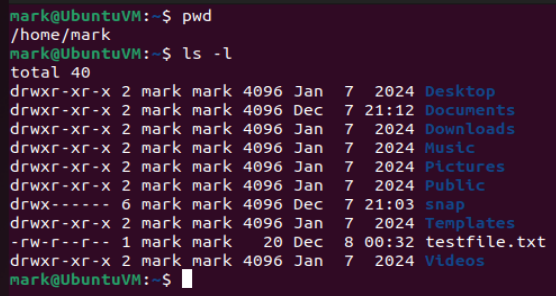 mark@UbuntuVM:~$ pwd
/home/mark
mark@UbuntuVM:~$ ls -l
total 40
drwxr-xr-x 2 mark mark 4096 Jan  7  2024 Desktop
drwxr-xr-x 2 mark mark 4096 Dec  7 21:12 Documents
drwxr-xr-x 2 mark mark 4096 Jan  7  2024 Downloads
drwxr-xr-x 2 mark mark 4096 Jan  7  2024 Music
drwxr-xr-x 2 mark mark 4096 Jan  7  2024 Pictures
drwxr-xr-x 2 mark mark 4096 Jan  7  2024 Public
drwx------ 6 mark mark 4096 Dec  7 21:03 snap
drwxr-xr-x 2 mark mark 4096 Jan  7  2024 Templates
-rw-r--r-- 1 mark mark   20 Dec  8 00:32 testfile.txt
drwxr-xr-x 2 mark mark 4096 Jan  7  2024 Videos
mark@UbuntuVM:~$